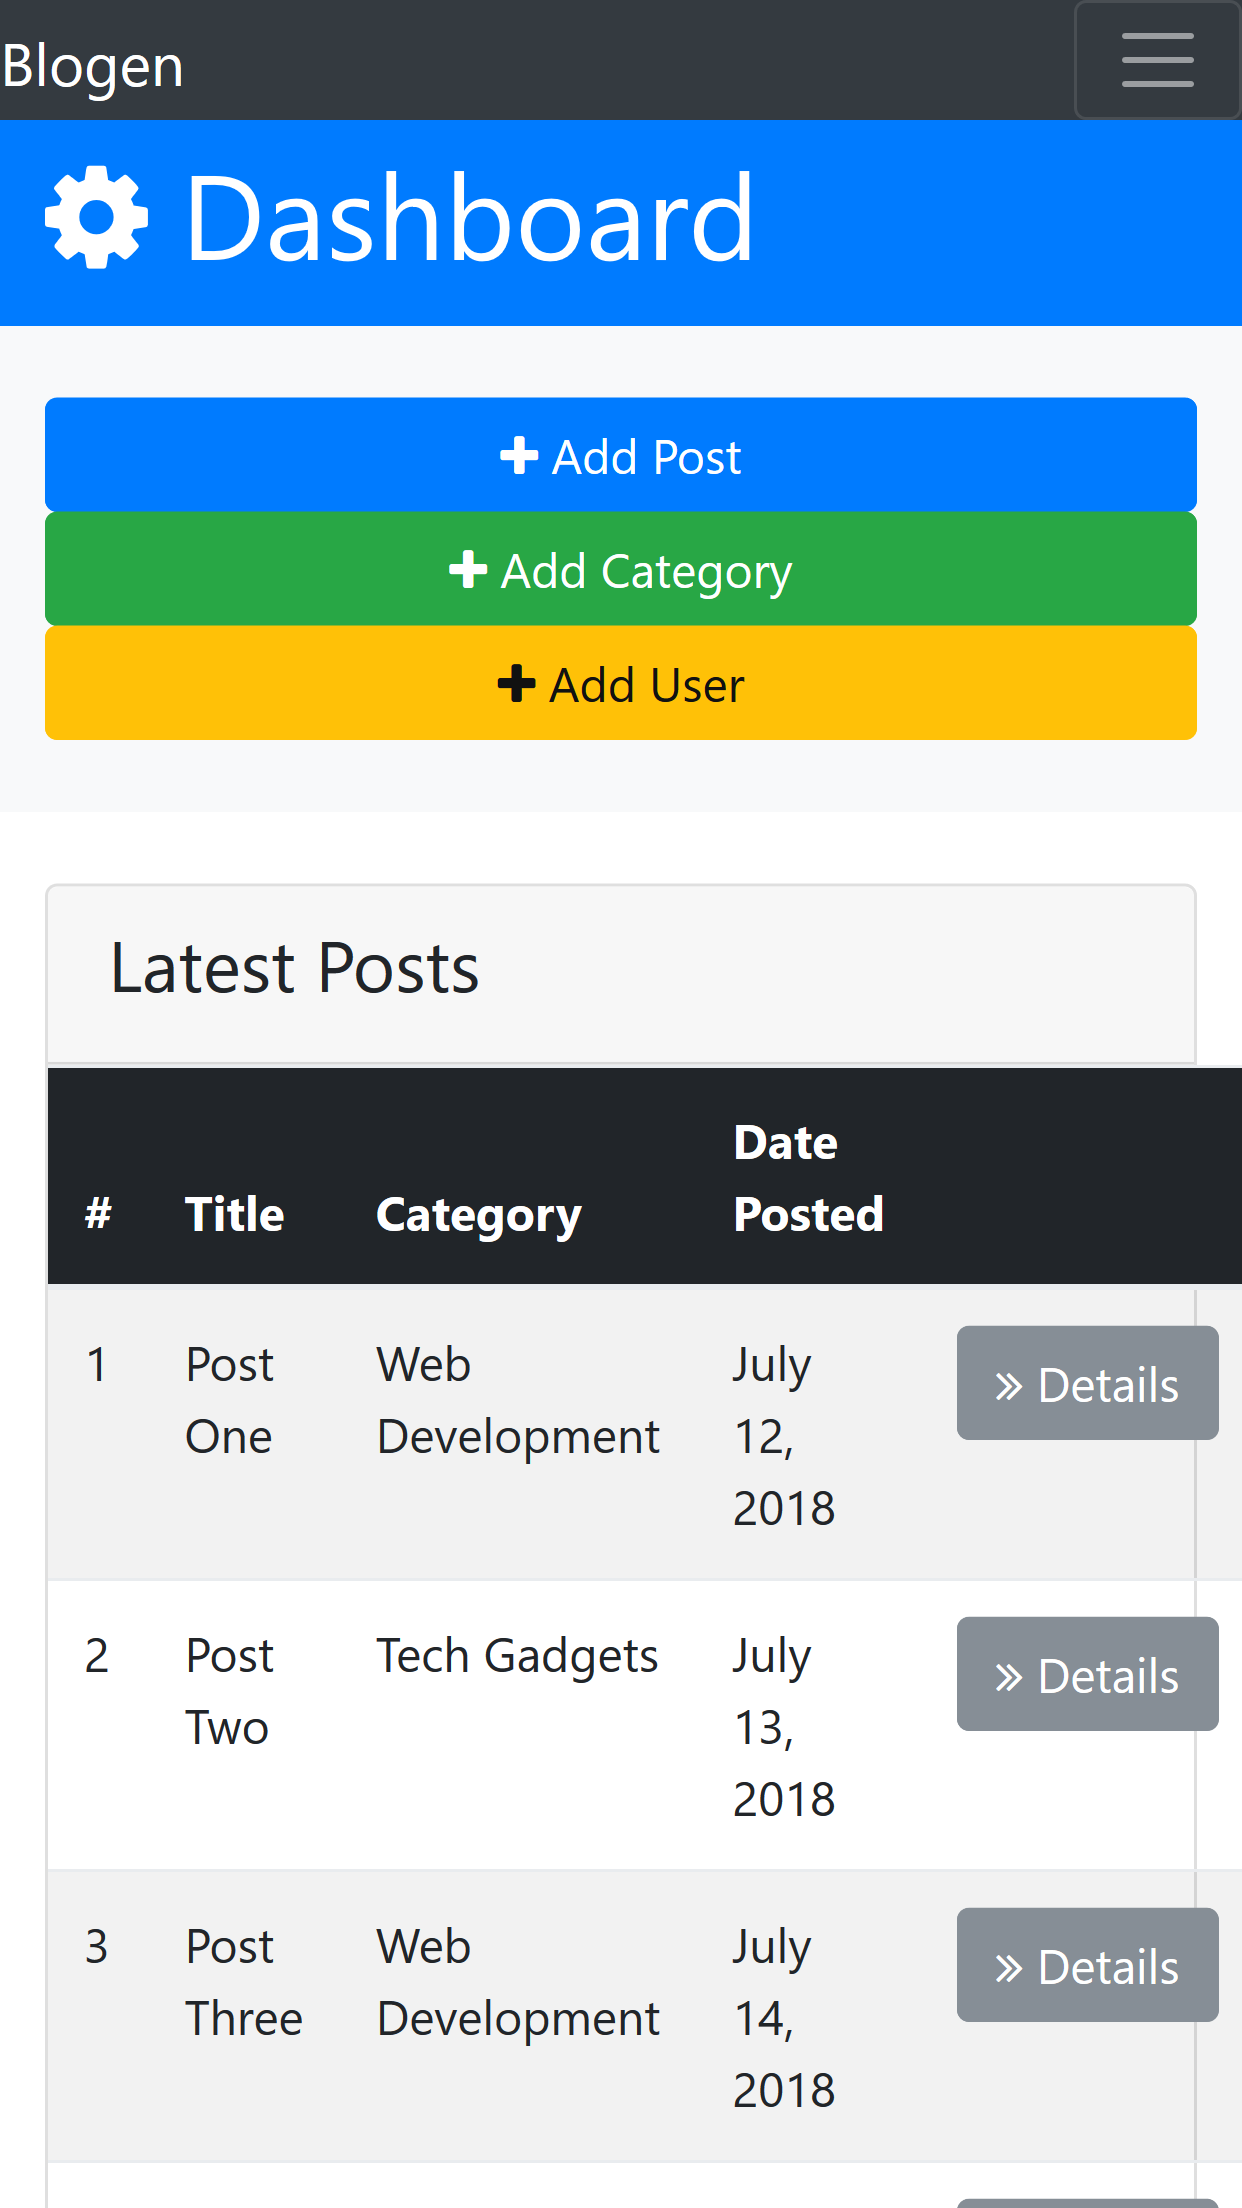 Blogen
Dashboard
Add Post
Add Category
Add User
Latest Posts
# Title Category Date Posted
1 Post One Web Development July 12, 2018 » Details
2 Post Two Tech Gadgets July 13, 2018 » Details
3 Post Three Web Development July 14, 2018 » Details